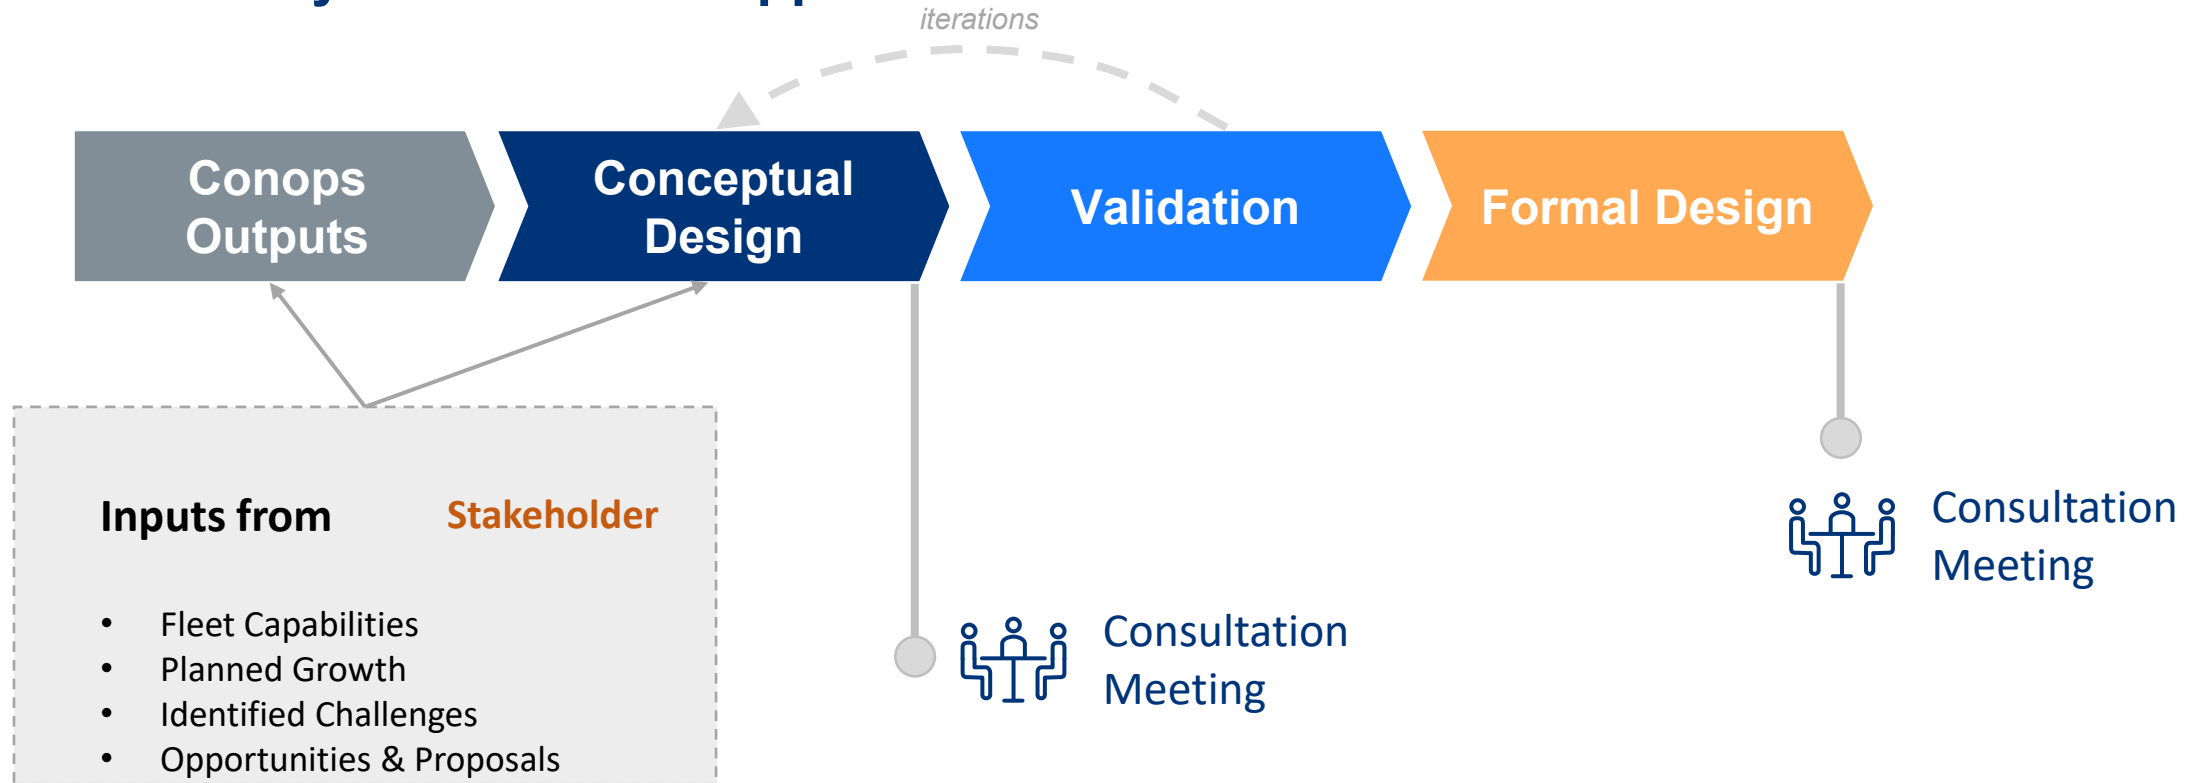 iterations
Conops
Outputs
Conceptual
Design
Validation
Formal Design
Inputs from Stakeholder
• Fleet Capabilities
• Planned Growth
• Identified Challenges
• Opportunities & Proposals
Consultation
Meeting
Consultation
Meeting